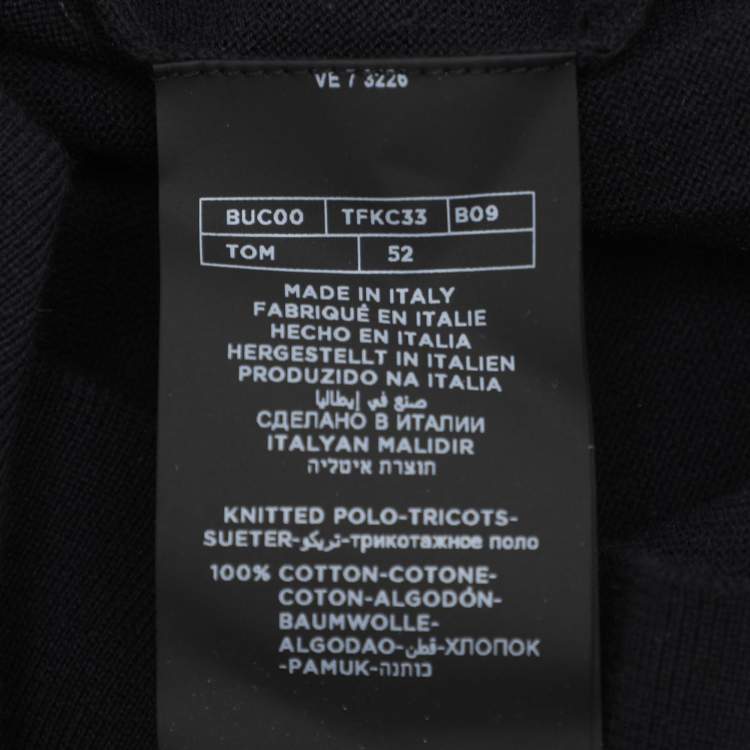 VE 7 3226
BUC00 TFKC33 B09
TOM 52
MADE IN ITALY
FABRIQUÉ EN ITALIE
HECHO EN ITALIA
HERGESTELLT IN ITALIEN
PRODUZIDO NA ITALIA
صنع في إيطاليا
СДЕЛАНО В ИТАЛИИ
ITALYAN MALIDIR
תוצרת איטליה
KNITTED POLO-TRICOTS-
SUETER-تريكو-трикотажное поло
100% COTTON-COTONE-
COTON-ALGODÓN-
BAUMWOLLE-
ALGODAO-قطن-ХЛОПОК
-PAMUK-כותנה